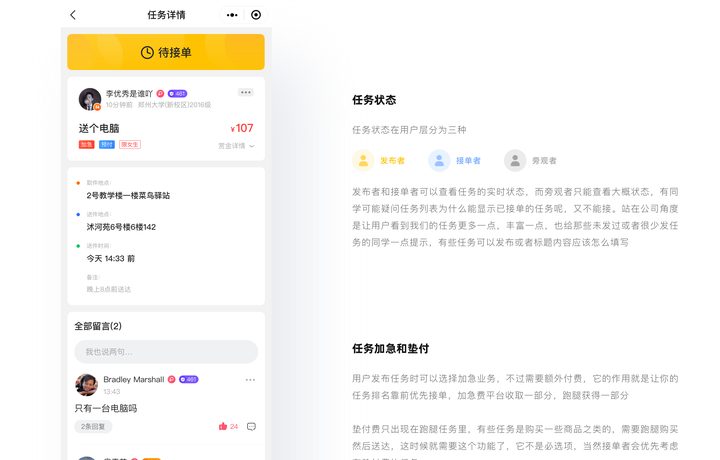 任务详情
待接单
李优秀是谁吖
461
10分钟前 郑州大学(新校区)2016级
送个电脑
¥107
加急 预付 限女生
赏金详情
取件地点:
2号教学楼一楼菜鸟驿站
送件地点:
沭河苑6号楼6楼142
送件时间:
今天 14:33 前
备注:
晚上8点前送达
全部留言(2)
我也说两句...
Bradley Marshall
461
13:43
只有一台电脑吗
2条回复
24
任务状态
任务状态在用户层分为三种
发布者 接单者 旁观者
发布者和接单者可以查看任务的实时状态，而旁观者只能查看大概状态，有同
学可能疑问任务列表为什么能显示已接单的任务呢，又不能接。站在公司角度
是让用户看到我们的任务更多一点，丰富一点，也给那些未发过或者很少发任
务的同学一点提示，有些任务可以发布或者标题内容应该怎么填写
任务加急和垫付
用户发布任务时可以选择加急业务，不过需要额外付费，它的作用就是让你的
任务排名靠前优先接单，加急费平台收取一部分，跑腿获得一部分
垫付费只出现在跑腿任务里，有些任务是购买一些商品之类的，需要跑腿购买
然后送达，这时候就需要这个功能了，它不是必选项，当然接单者会优先考虑